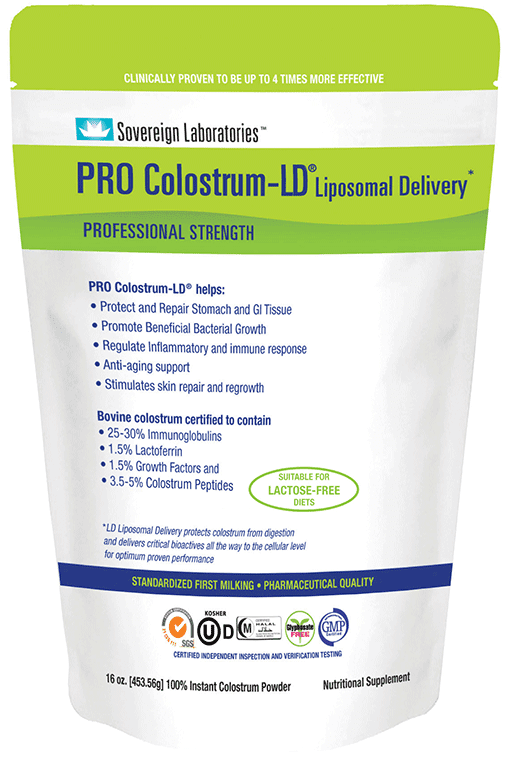 CLINICALLY PROVEN TO BE UP TO 4 TIMES MORE EFFECTIVE
Sovereign Laboratories™
PRO Colostrum-LD® Liposomal Delivery*
PROFESSIONAL STRENGTH
PRO Colostrum-LD® helps:
• Protect and Repair Stomach and GI Tissue
• Promote Beneficial Bacterial Growth
• Regulate Inflammatory and immune response
• Anti-aging support
• Stimulates skin repair and regrowth
Bovine colostrum certified to contain
• 25-30% Immunoglobulins
• 1.5% Lactoferrin
• 1.5% Growth Factors and
• 3.5-5% Colostrum Peptides
SUITABLE FOR
LACTOSE-FREE
DIETS
*LD Liposomal Delivery protects colostrum from digestion
and delivers critical bioactives all the way to the cellular level
for optimum proven performance
STANDARDIZED FIRST MILKING • PHARMACEUTICAL QUALITY
SGS
KOSHER
U D
M
CERTIFIED
HALAL
Glyphosate
FREE
GMP
Certified
CERTIFIED INDEPENDENT INSPECTION AND VERIFICATION TESTING
16 oz. [453.56g] 100% Instant Colostrum Powder
Nutritional Supplement